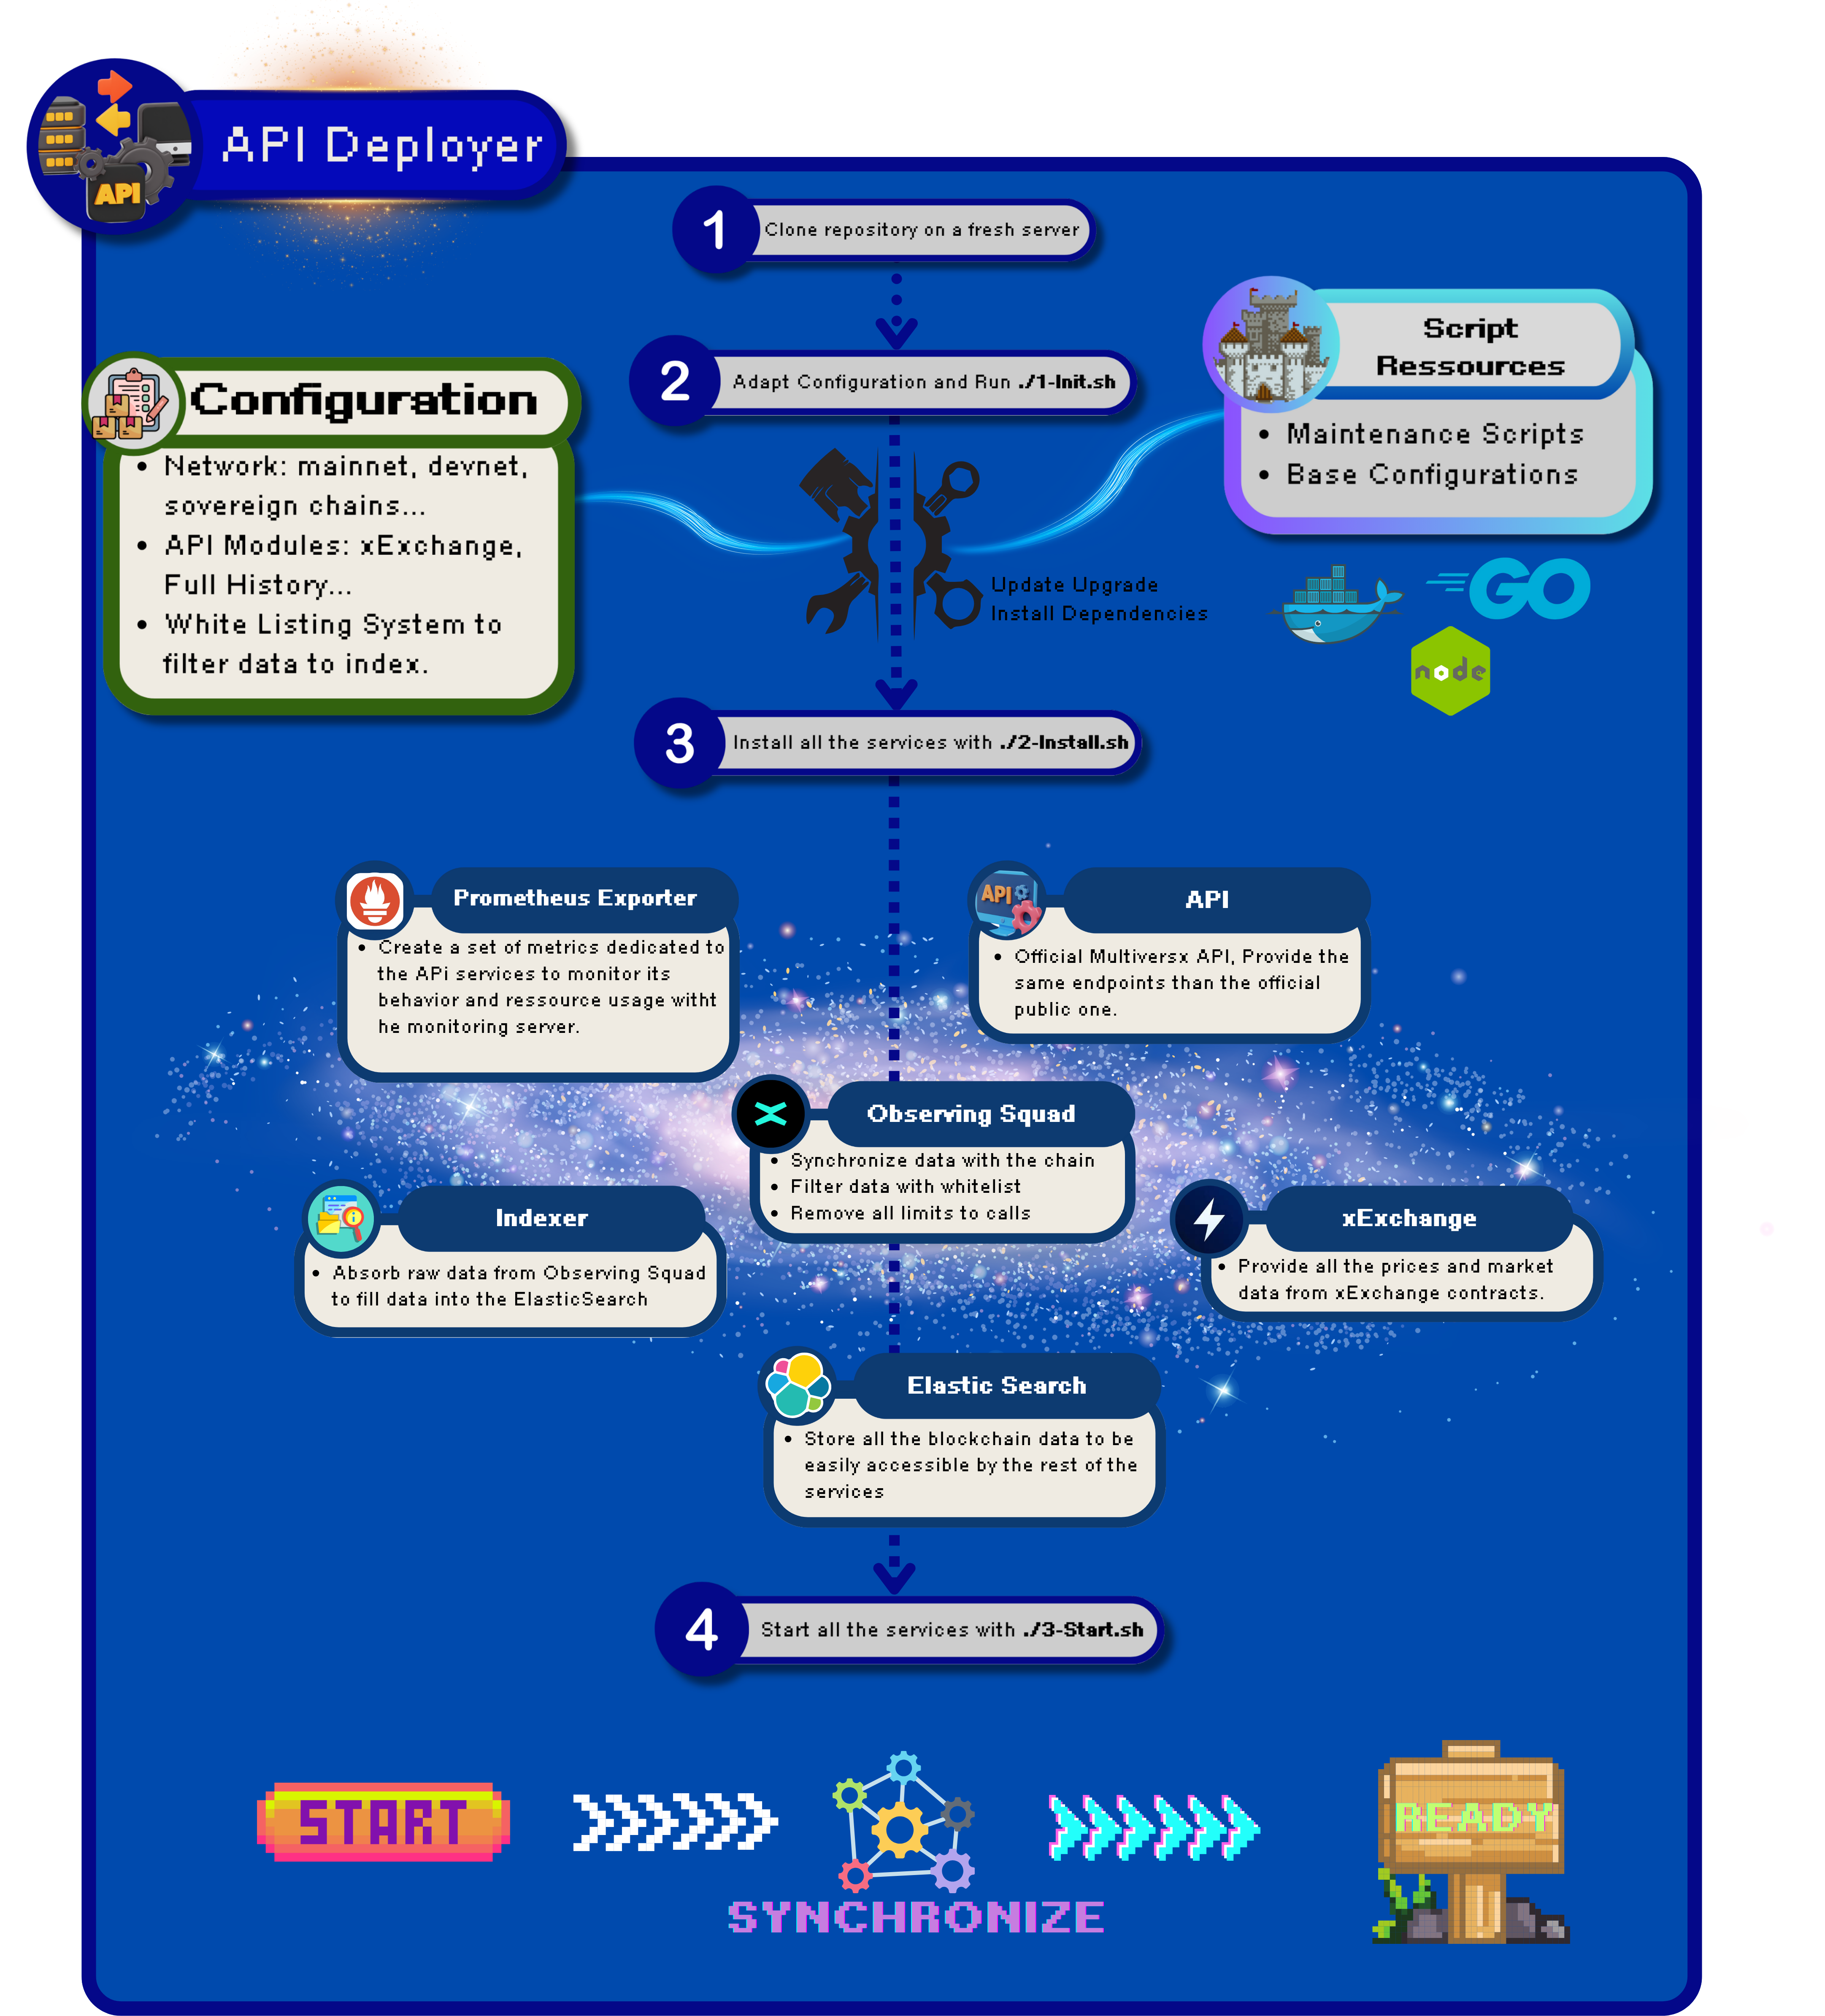 API Deployer
API
1
Clone repository on a fresh server
2
Adapt Configuration and Run ./1-Init.sh
Configuration
• Network: mainnet, devnet,
sovereign chains...
• API Modules: xExchange,
Full History...
• White Listing System to
filter data to index.
Script
Ressources
• Maintenance Scripts
• Base Configurations
Update Upgrade
Install Dependencies
GO
node
3
Install all the services with ./2-Install.sh
Prometheus Exporter
• Create a set of metrics dedicated to
the APi services to monitor its
behavior and ressource usage witht
he monitoring server.
API
API
• Official Multiversx API, Provide the
same endpoints than the official
public one.
Observing Squad
• Synchronize data with the chain
• Filter data with whitelist
• Remove all limits to calls
Indexer
• Absorb raw data from Observing Squad
to fill data into the ElasticSearch
xExchange
• Provide all the prices and market
data from xExchange contracts.
Elastic Search
• Store all the blockchain data to be
easily accessible by the rest of the
services
4
Start all the services with ./3-Start.sh
START
SYNCHRONIZE
READY